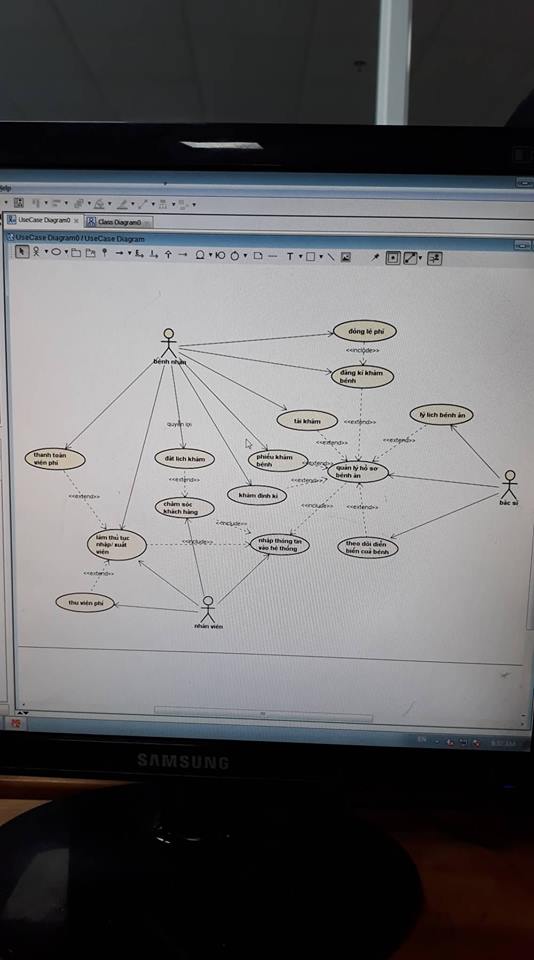 Help
UseCase Diagram0
Class Diagram0
UseCase Diagram0 / UseCase Diagram
T
bệnh nhân
đóng lệ phí
<<include>>
đăng kí khám
bệnh
tái khám
<<extend>>
lý lịch bệnh án
quyền lợi
thanh toán
viện phí
đặt lịch khám
phiếu khám
bệnh
<<extend>>
<<extend>>
<<extend>>
quản lý hồ sơ
bệnh án
bác sĩ
<<extend>>
khám định kì
<<extend>>
<<extend>>
chăm sóc
khách hàng
<<include>>
<<include>>
<<extend>>
làm thủ tục
nhập/ xuất
viện
<<include>>
nhập thông tin
vào hệ thống
theo dõi diễn
biến của bệnh
<<extend>>
thu viện phí
nhân viên
EN
SAMSUNG